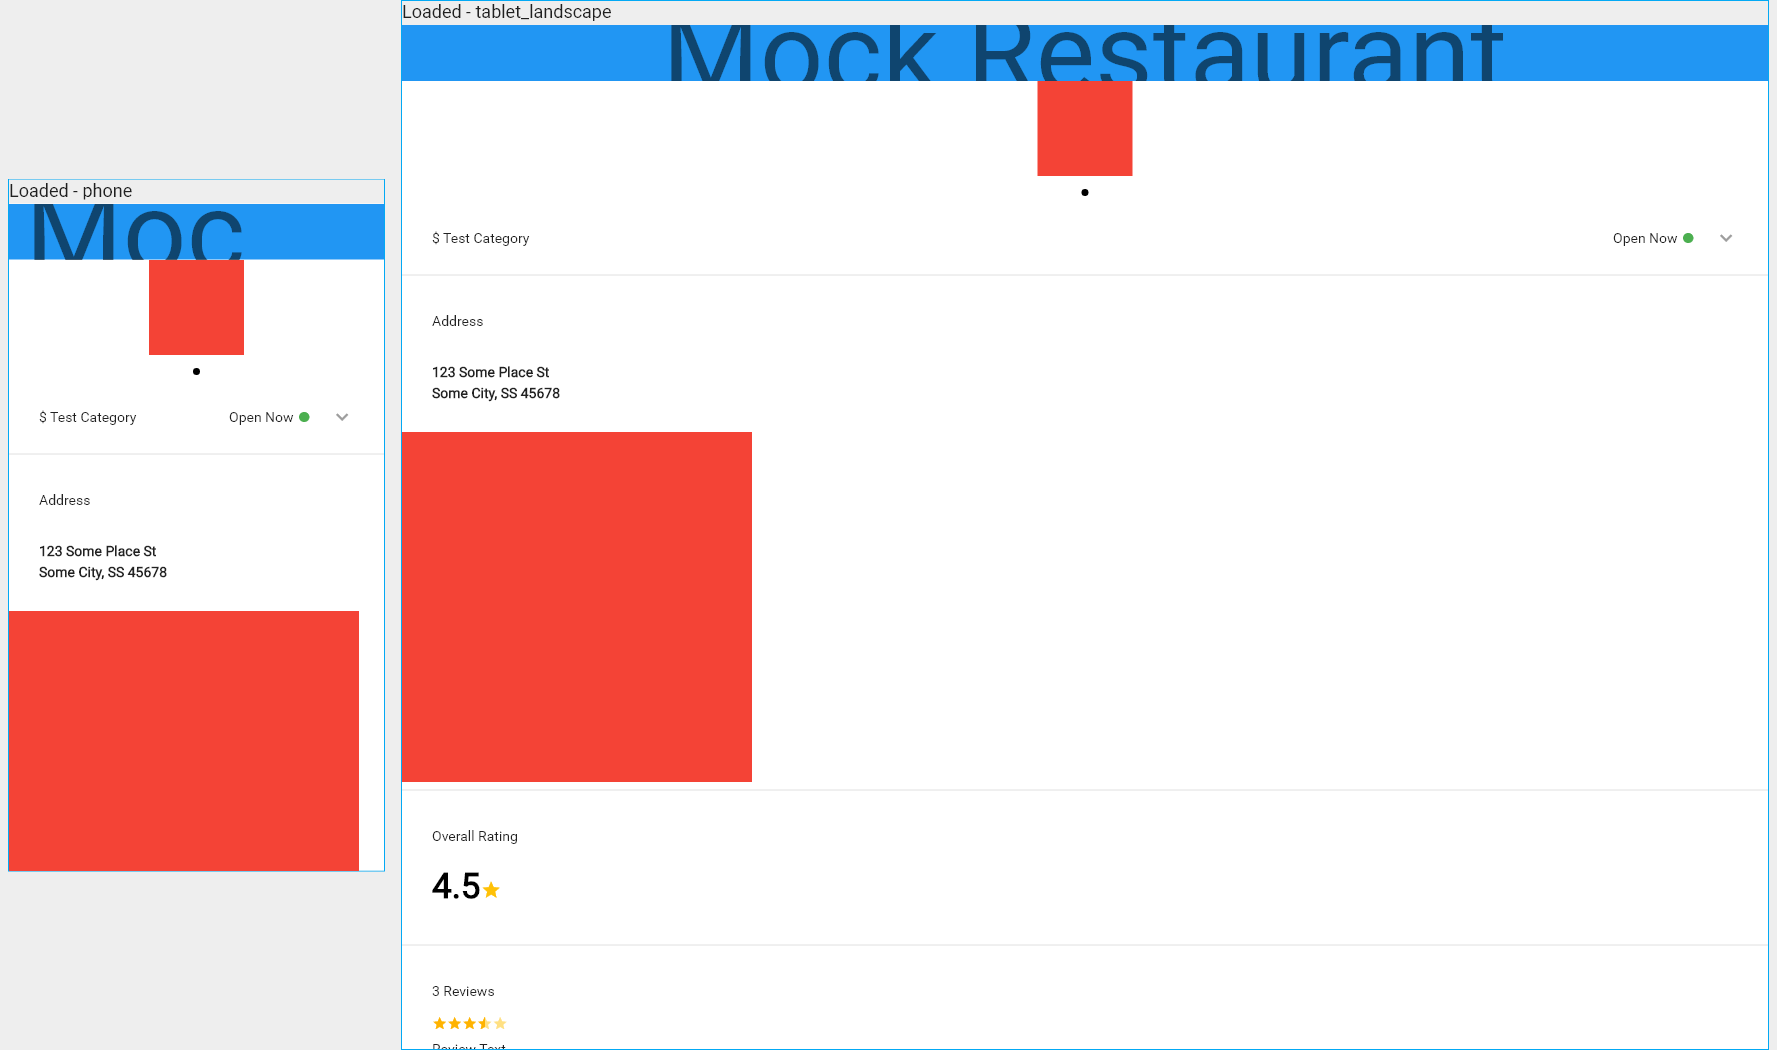 Loaded - phone
Moc
$ Test Category
Open Now
Address
123 Some Place St
Some City, SS 45678
Loaded - tablet_landscape
Mock Restaurant
$ Test Category
Open Now
Address
123 Some Place St
Some City, SS 45678
Overall Rating
4.5
3 Reviews
Review Text